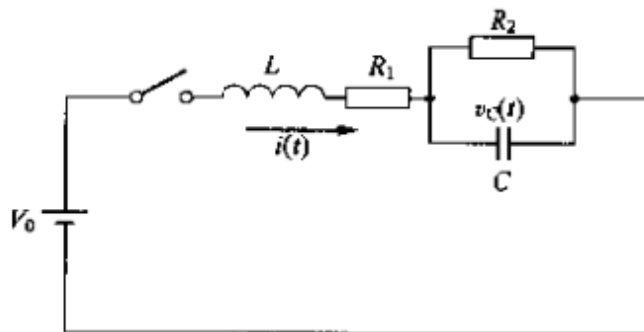 R₂
L
R₁
v_C(t)
i(t)
C
V₀